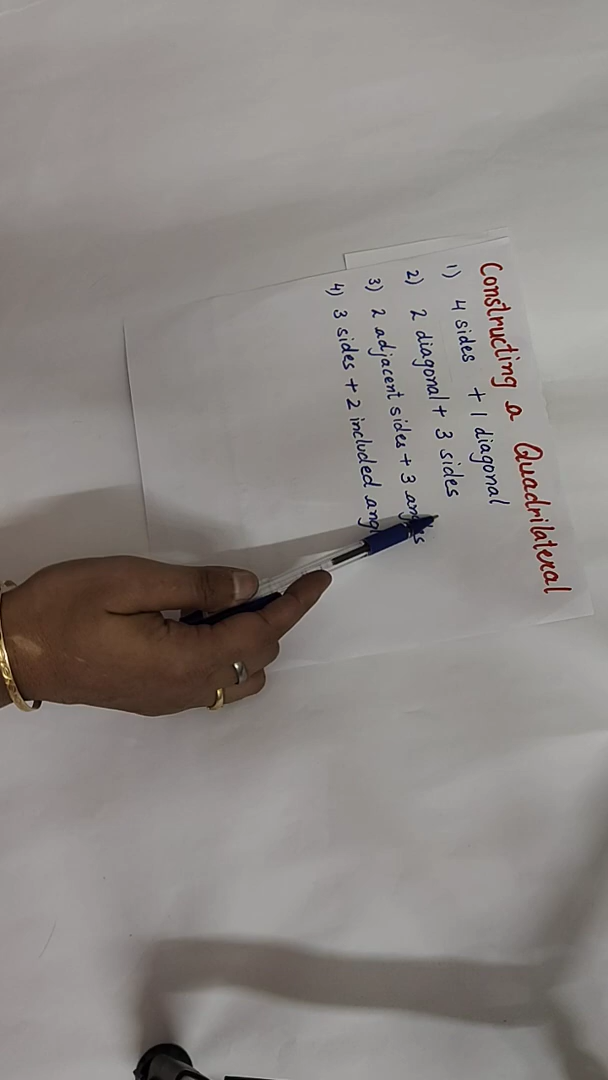 Constructing a Quadrilateral
1) 4 sides + 1 diagonal
2) 2 diagonal + 3 sides
3) 2 adjacent sides + 3
4) 3 sides + 2 included